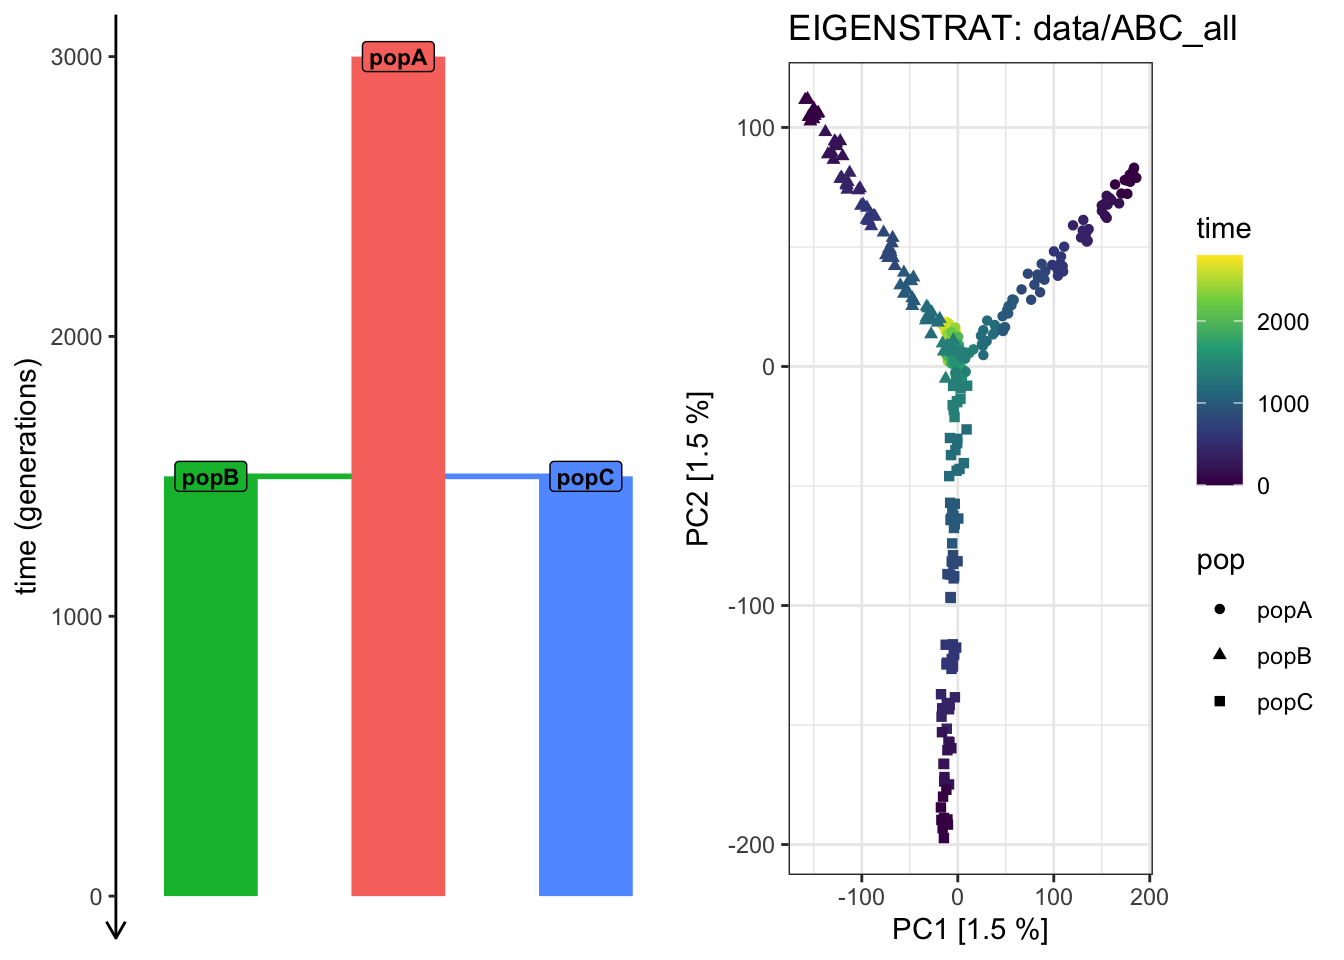 3000
2000
1000
0
time (generations)
popA
popB
popC
EIGENSTRAT: data/ABC_all
100
0
-100
-200
PC2 [1.5 %]
-100
0
100
200
PC1 [1.5 %]
time
2000
1000
0
pop
popA
popB
popC